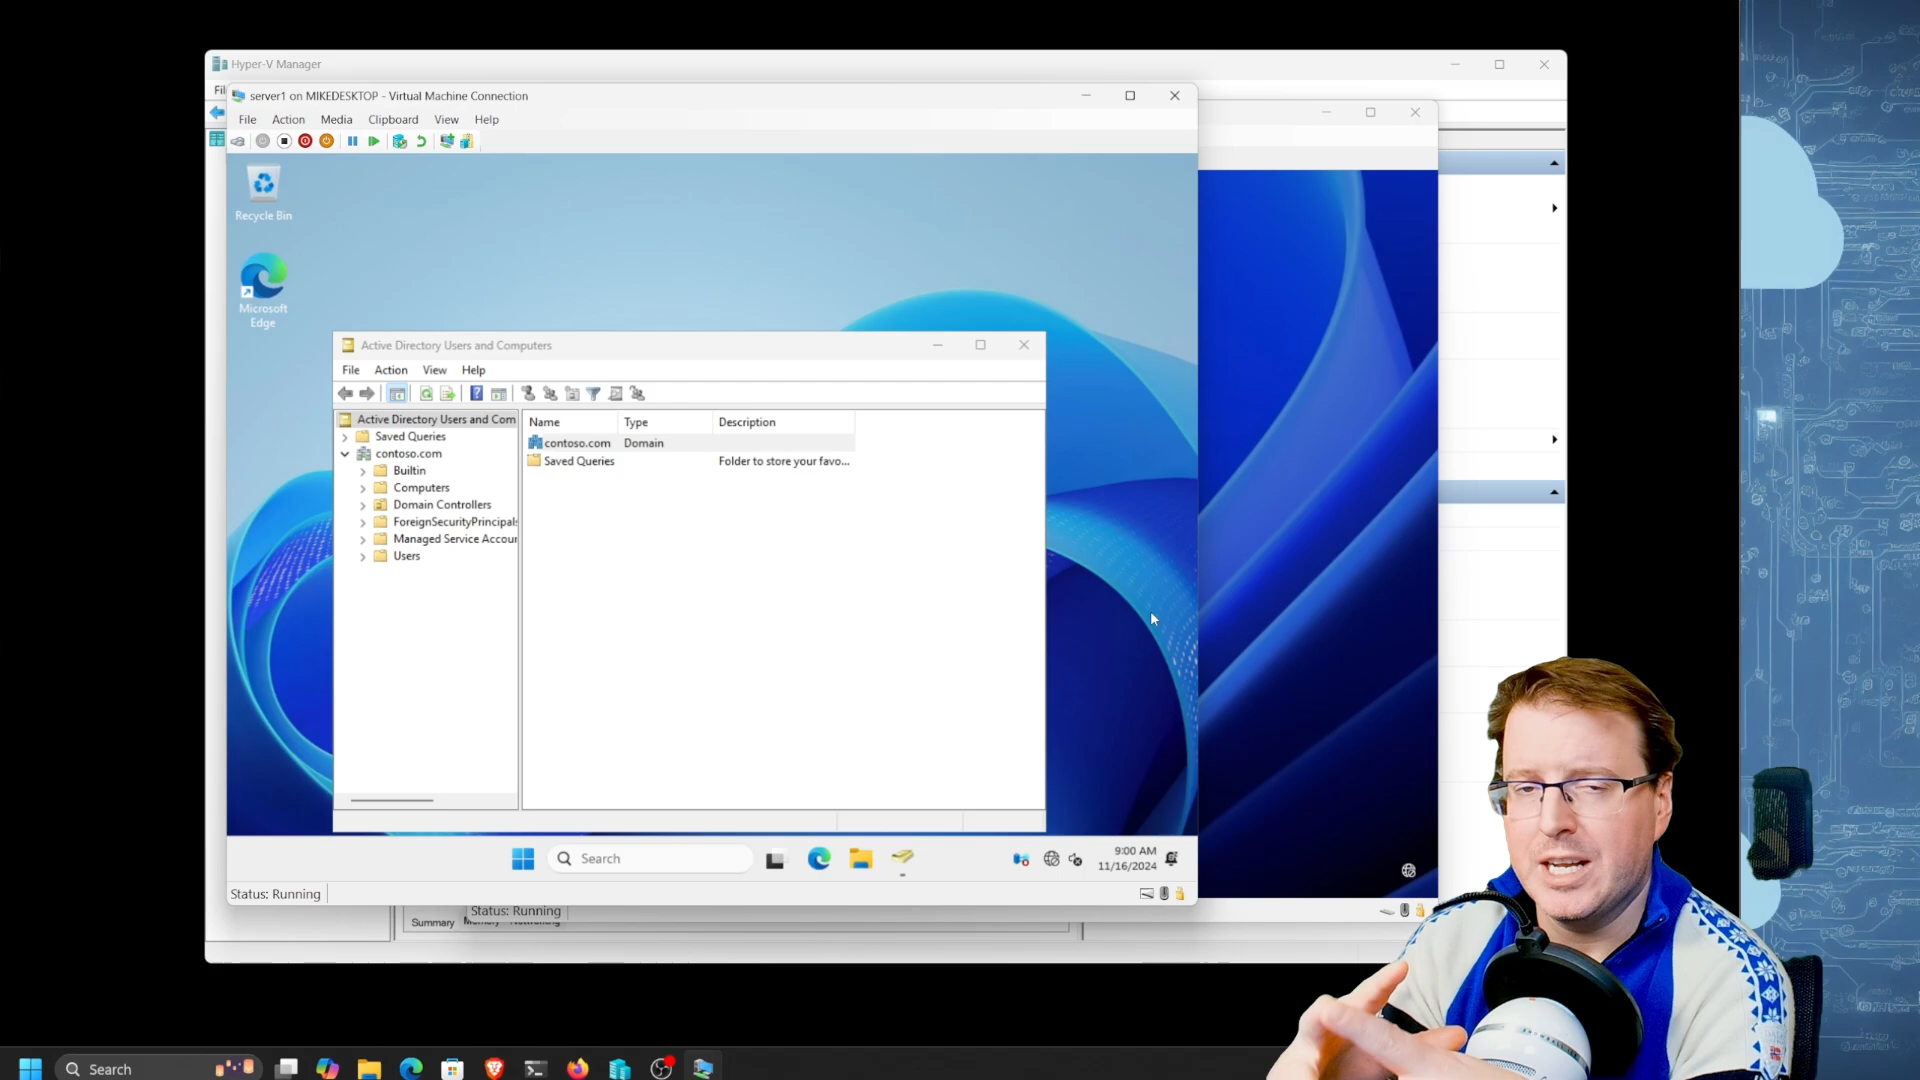 Hyper-V Manager
Fil
server1 on MIKEDESKTOP - Virtual Machine Connection
File Action Media Clipboard View Help
Recycle Bin
Microsoft
Edge
Active Directory Users and Computers
File Action View Help
Active Directory Users and Com
Saved Queries
contoso.com
Builtin
Computers
Domain Controllers
ForeignSecurityPrincipals
Managed Service Accour
Users
Name Type Description
contoso.com Domain
Saved Queries Folder to store your favo...
Search
9:00 AM
11/16/2024
Status: Running
Status: Running
Summary Memory Networking
Search